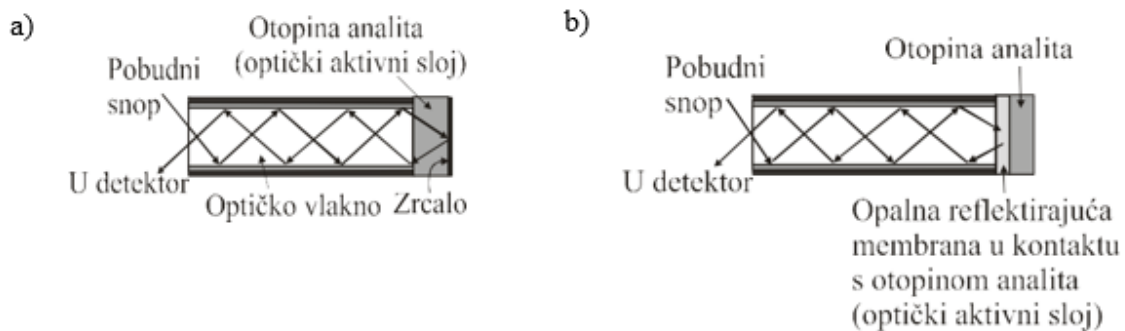 a)
Otopina analita
(optički aktivni sloj)
Pobudni
snop
U detektor
Optičko vlakno
Zrcalo
b)
Otopina analita
Pobudni
snop
U detektor
Opalna reflektirajuća
membrana u kontaktu
s otopinom analita
(optički aktivni sloj)